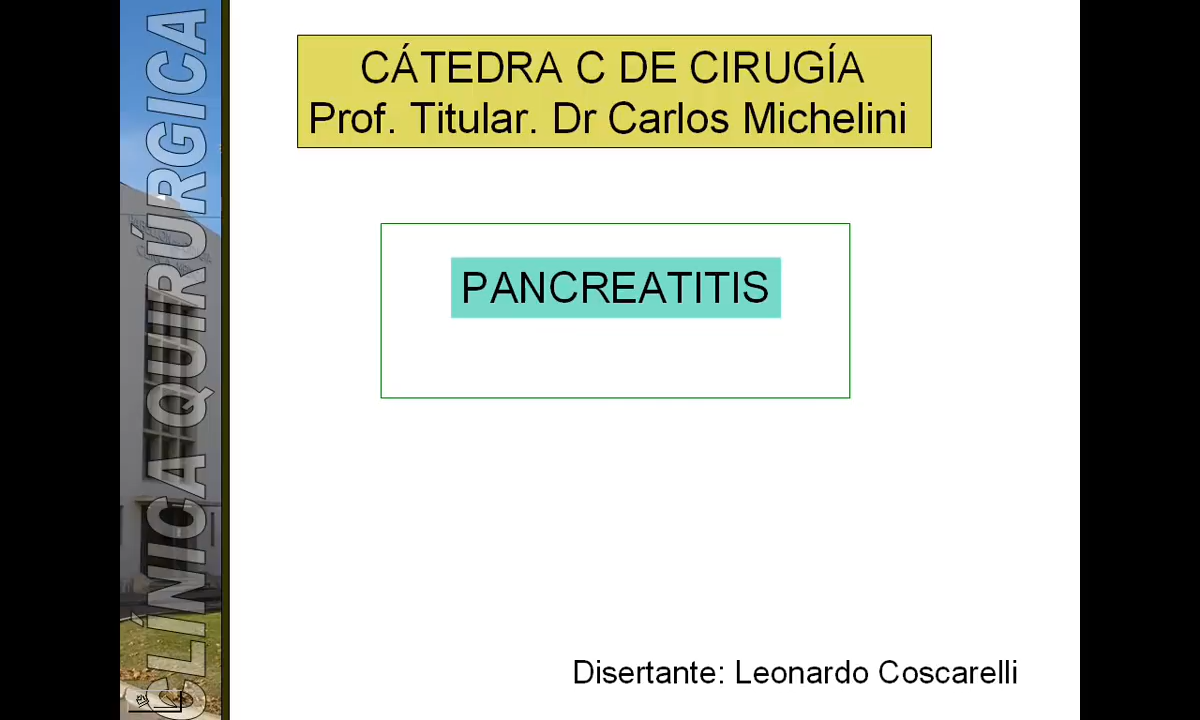 CLÍNICA QUIRÚRGICA
CÁTEDRA C DE CIRUGÍA
Prof. Titular. Dr Carlos Michelini
PANCREATITIS
Disertante: Leonardo Coscarelli